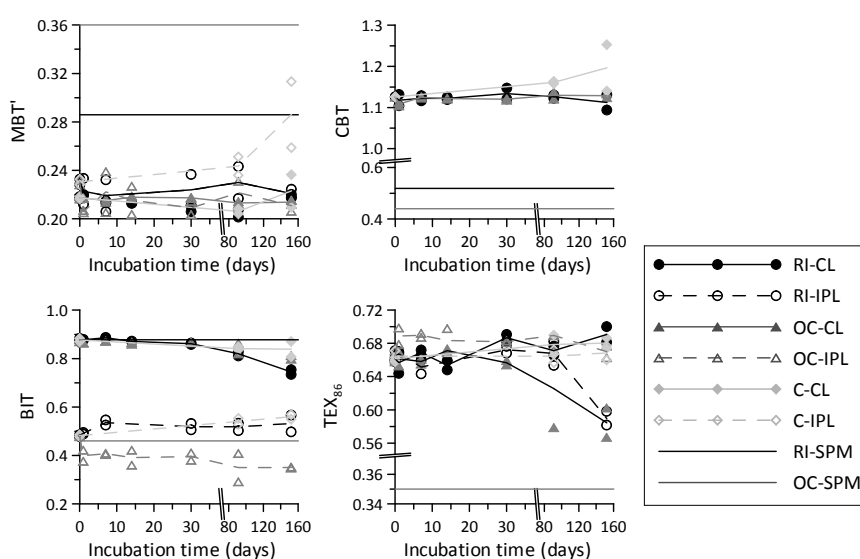 MBT'
0.36
0.32
0.28
0.24
0.20
0 10 20 30 80 160
Incubation time (days)
CBT
1.3
1.2
1.1
1.0
0.6
0.4
0 10 20 30 80 160
Incubation time (days)
BIT
1.0
0.8
0.6
0.4
0.2
0 10 20 30 80 160
Incubation time (days)
TEX86
0.72
0.68
0.64
0.60
0.56
0.36
0.34
0 10 20 30 80 160
Incubation time (days)
RI-CL
RI-IPL
OC-CL
OC-IPL
C-CL
C-IPL
RI-SPM
OC-SPM